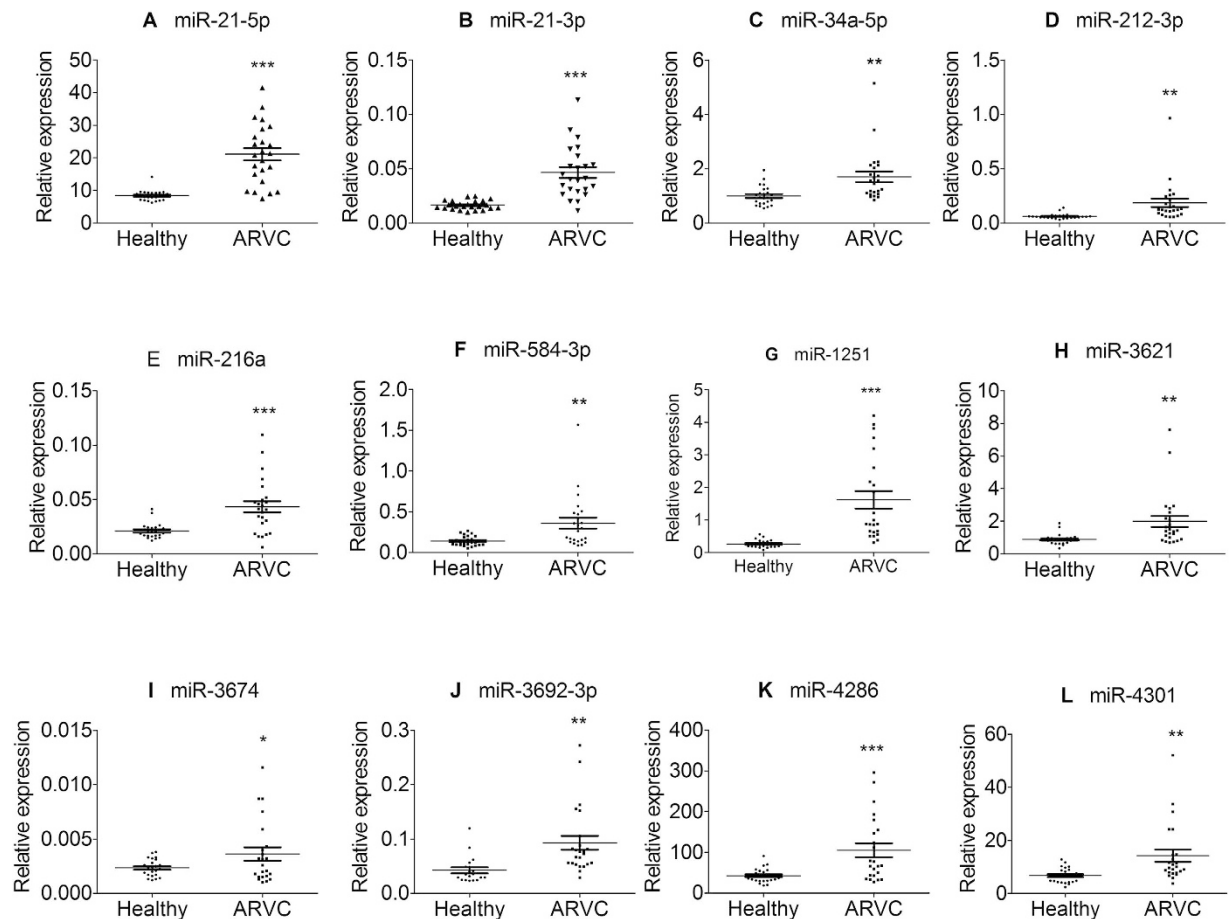 A miR-21-5p
Relative expression
50
40
30
20
10
0
***
Healthy ARVC
B miR-21-3p
Relative expression
0.15
0.10
0.05
0.00
***
Healthy ARVC
C miR-34a-5p
Relative expression
6
4
2
0
**
Healthy ARVC
D miR-212-3p
Relative expression
1.5
1.0
0.5
0.0
**
Healthy ARVC
E miR-216a
Relative expression
0.15
0.10
0.05
0.00
***
Healthy ARVC
F miR-584-3p
Relative expression
2.0
1.5
1.0
0.5
0.0
**
Healthy ARVC
G miR-1251
Relative expression
5
4
3
2
1
0
***
Healthy ARVC
H miR-3621
Relative expression
10
8
6
4
2
0
**
Healthy ARVC
I miR-3674
Relative expression
0.015
0.010
0.005
0.000
*
Healthy ARVC
J miR-3692-3p
Relative expression
0.3
0.2
0.1
0.0
**
Healthy ARVC
K miR-4286
Relative expression
400
300
200
100
0
***
Healthy ARVC
L miR-4301
Relative expression
60
40
20
0
**
Healthy ARVC